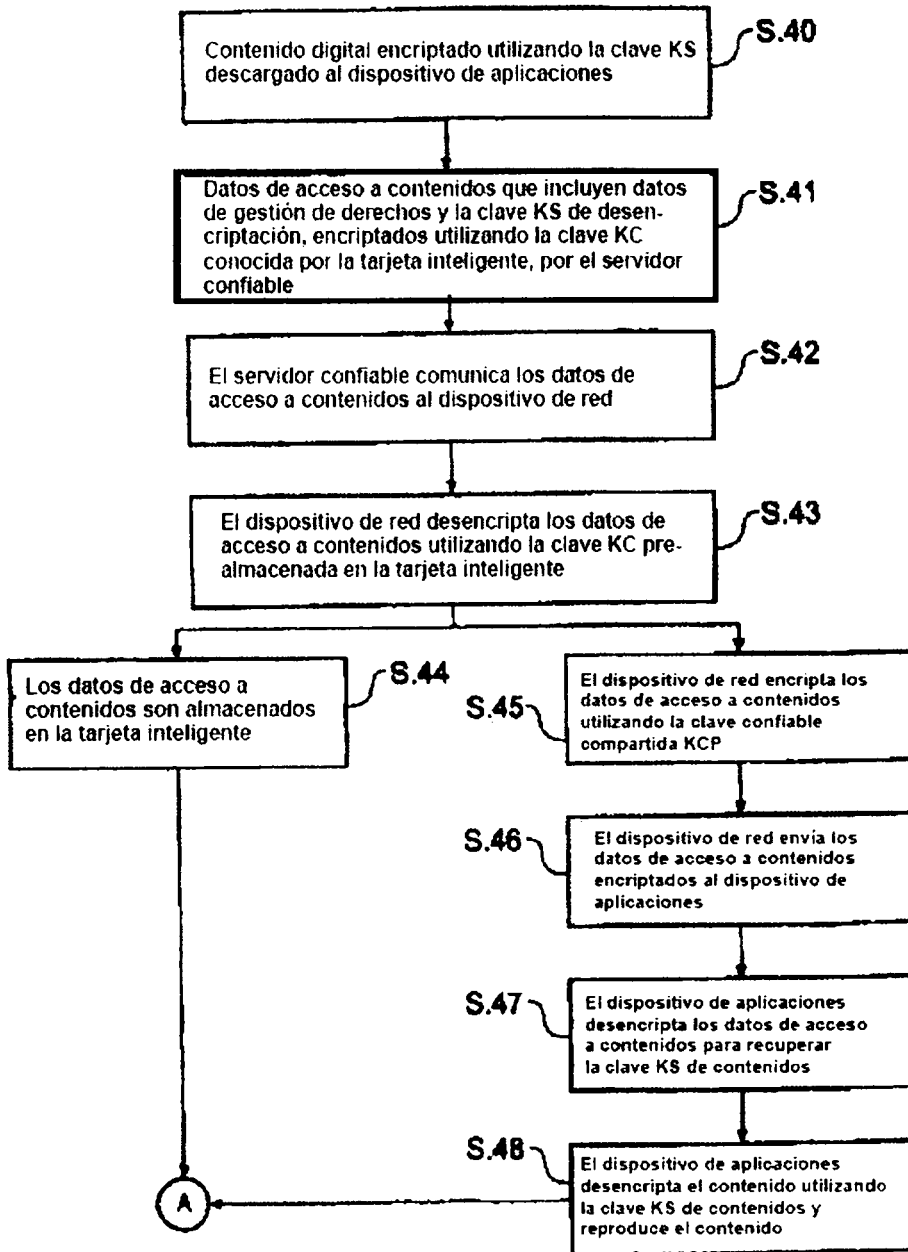 S.40
Contenido digital encriptado utilizando la clave KS
descargado al dispositivo de aplicaciones
S.41
Datos de acceso a contenidos que incluyen datos
de gestión de derechos y la clave KS de desen-
criptación, encriptados utilizando la clave KC
conocida por la tarjeta inteligente, por el servidor
confiable
S.42
El servidor confiable comunica los datos de
acceso a contenidos al dispositivo de red
S.43
El dispositivo de red desencripta los datos de
acceso a contenidos utilizando la clave KC pre-
almacenada en la tarjeta inteligente
S.44
Los datos de acceso a
contenidos son almacenados
en la tarjeta inteligente
S.45
El dispositivo de red encripta los
datos de acceso a contenidos
utilizando la clave confiable
compartida KCP
S.46
El dispositivo de red envía los
datos de acceso a contenidos
encriptados al dispositivo de
aplicaciones
S.47
El dispositivo de aplicaciones
desencripta los datos de acceso
a contenidos para recuperar
la clave KS de contenidos
S.48
El dispositivo de aplicaciones
desencripta el contenido utilizando
la clave KS de contenidos y
reproduce el contenido
A